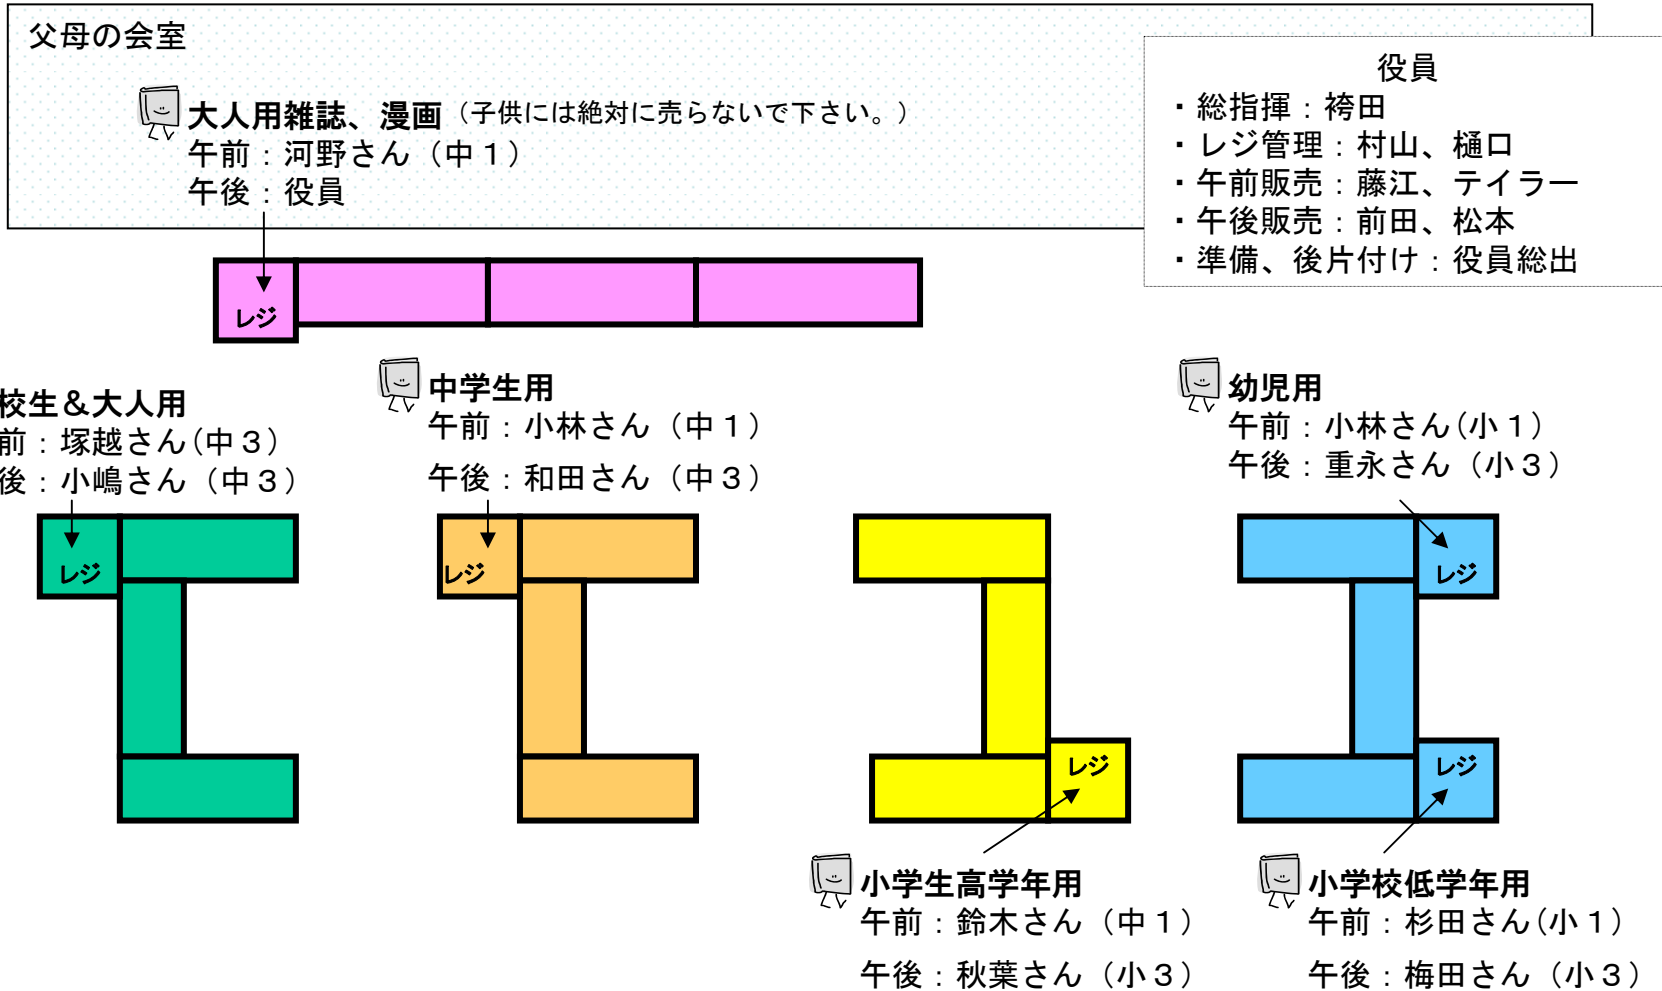 父母の会室
大人用雑誌、漫画（子供には絶対に売らないで下さい。）
午前：河野さん（中１）
午後：役員
役員
・総指揮：袴田
・レジ管理：村山、樋口
・午前販売：藤江、テイラー
・午後販売：前田、松本
・準備、後片付け：役員総出
レジ
校生＆大人用
前：塚越さん(中３）
後：小嶋さん（中３）
レジ
中学生用
午前：小林さん（中１）
午後：和田さん（中３）
レジ
幼児用
午前：小林さん(小１）
午後：重永さん（小３）
レジ
レジ
小学生高学年用
午前：鈴木さん（中１）
午後：秋葉さん（小３）
レジ
小学校低学年用
午前：杉田さん(小１）
午後：梅田さん（小３）